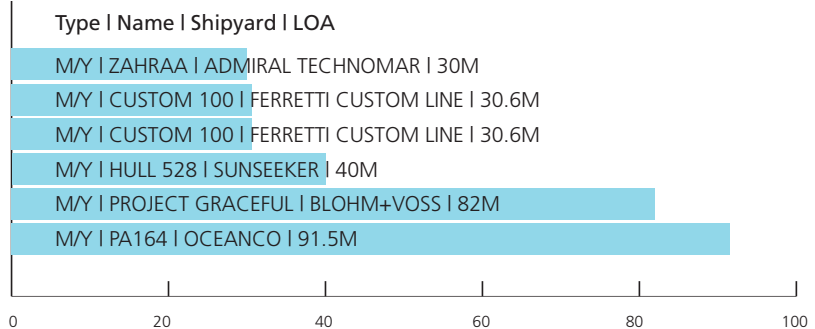 Type | Name | Shipyard | LOA
M/Y | ZAHRAA | ADMIRAL TECHNOMAR | 30M
M/Y | CUSTOM 100 | FERRETTI CUSTOM LINE | 30.6M
M/Y | CUSTOM 100 | FERRETTI CUSTOM LINE | 30.6M
M/Y | HULL 528 | SUNSEEKER | 40M
M/Y | PROJECT GRACEFUL | BLOHM+VOSS | 82M
M/Y | PA164 | OCEANCO | 91.5M
0 20 40 60 80 100